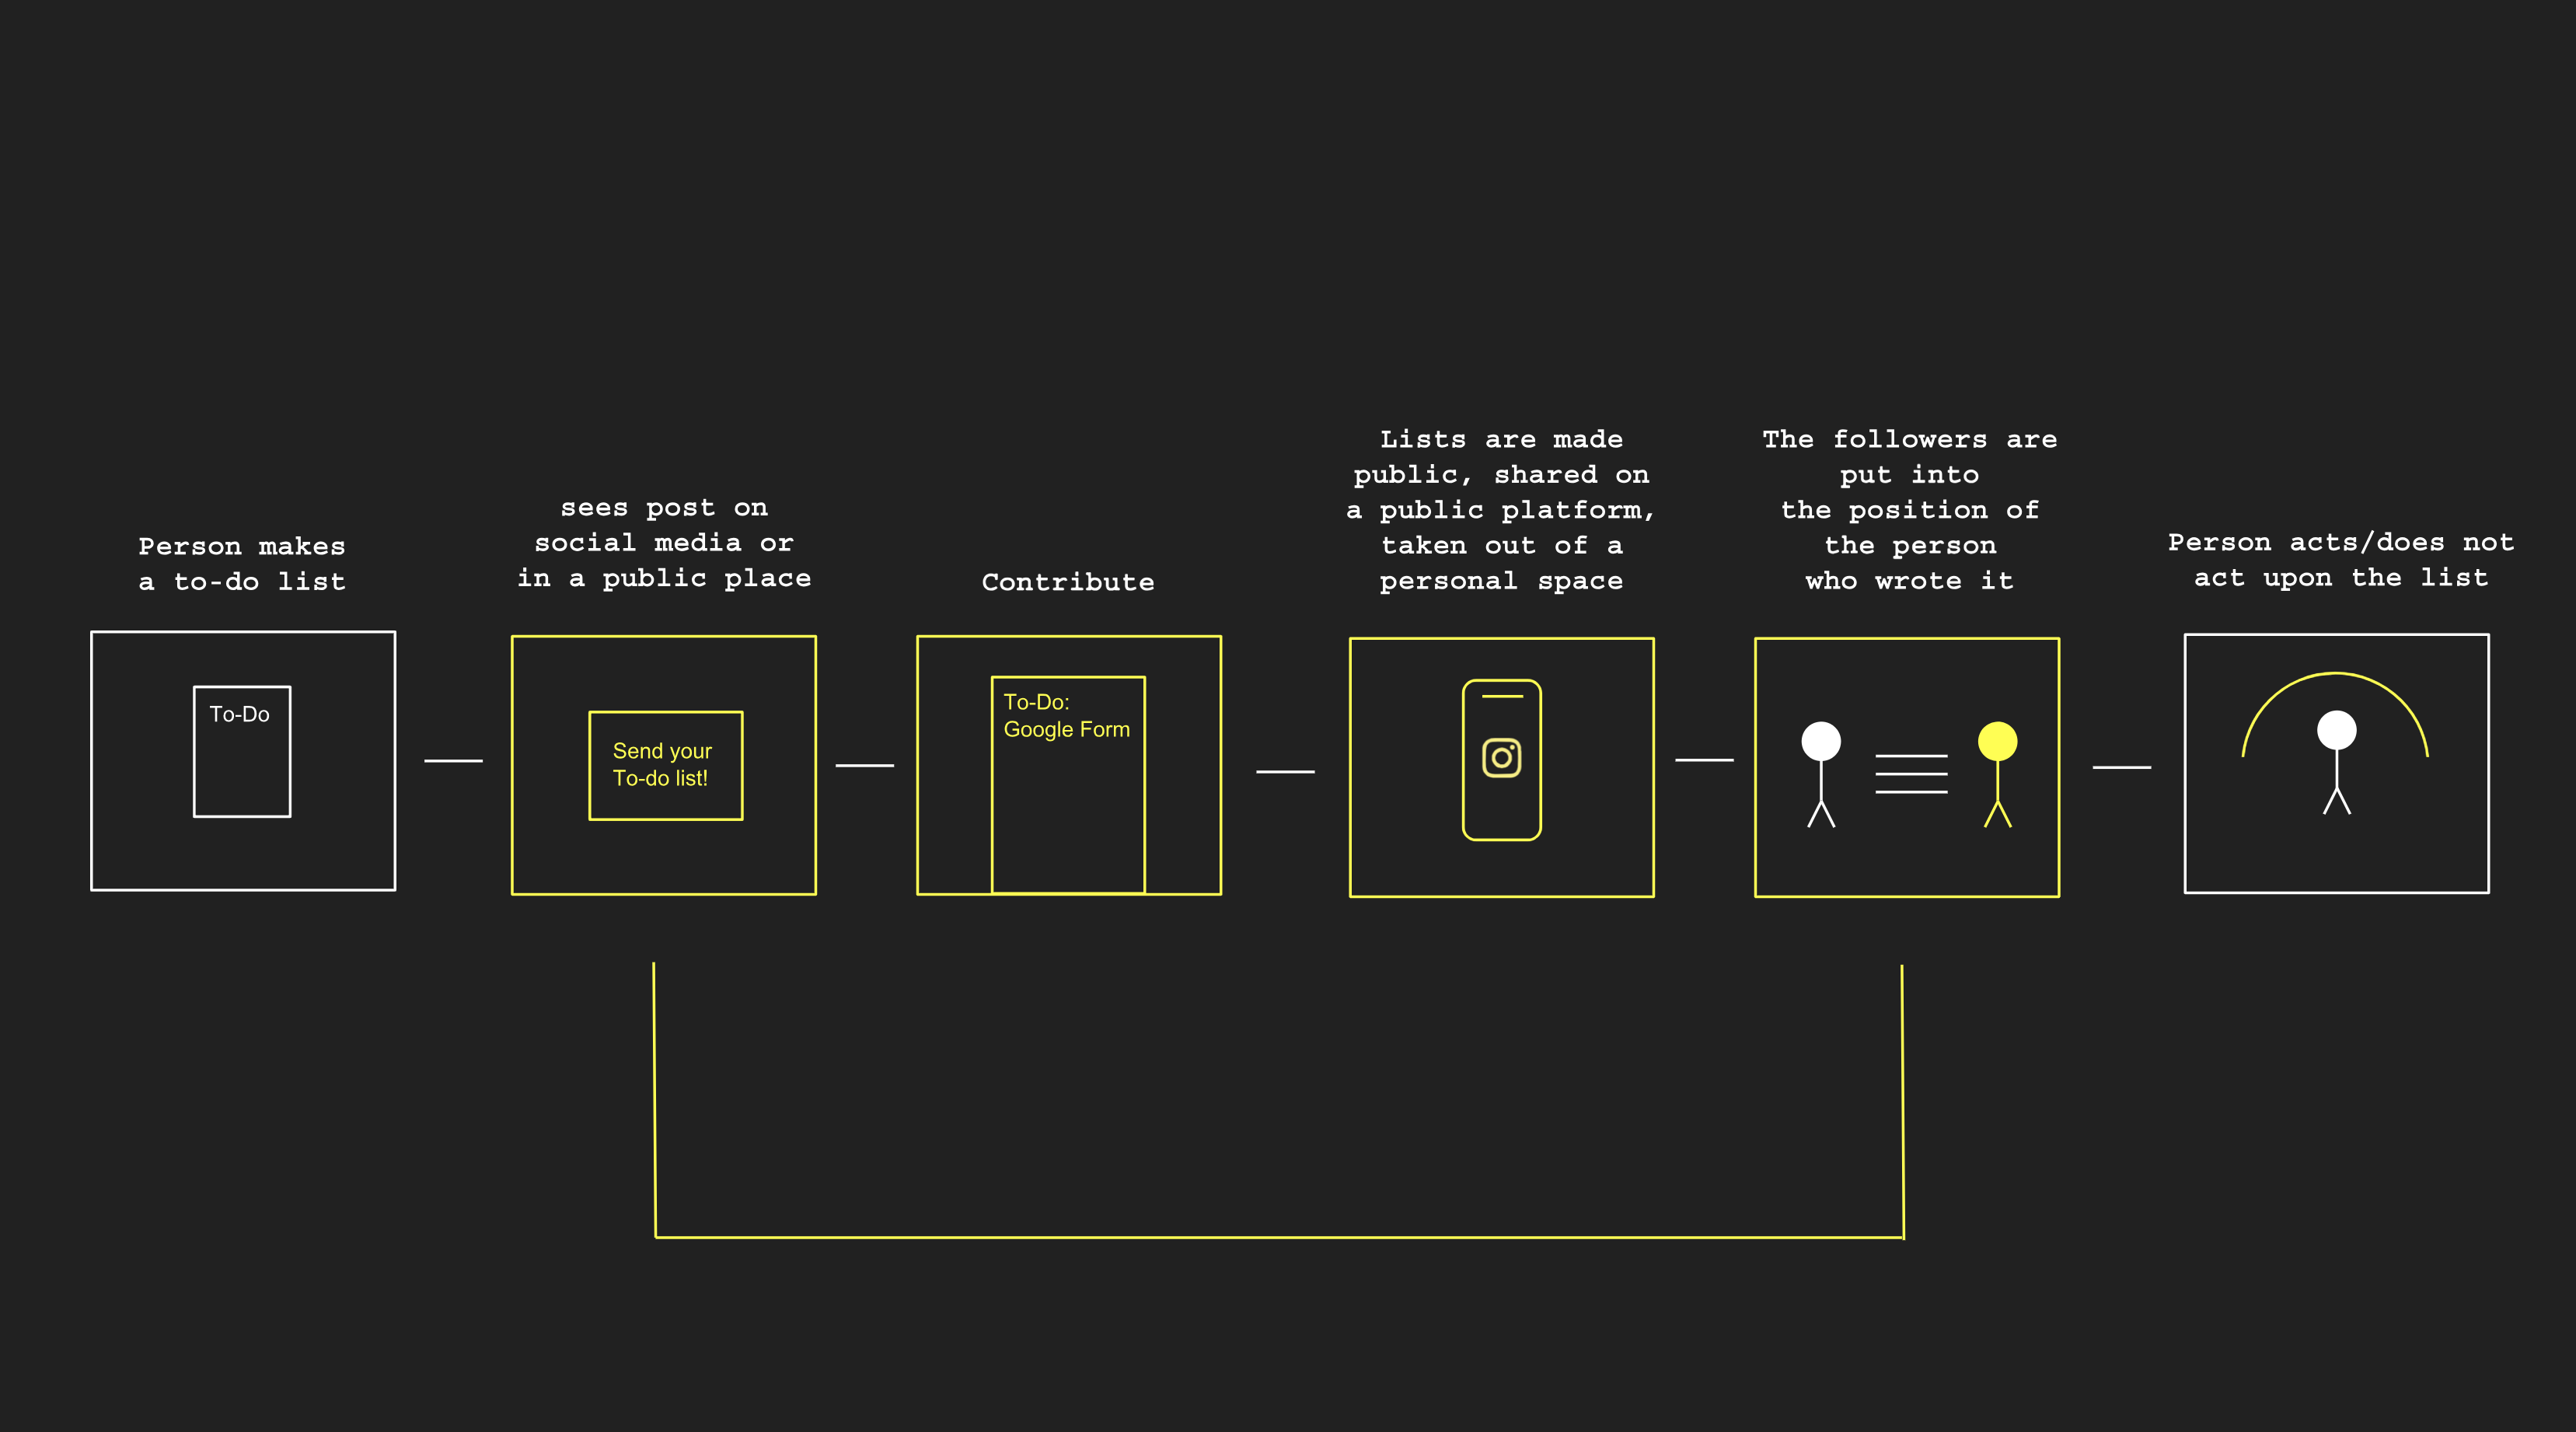 Person makes
a to-do list
To-Do
sees post on
social media or
in a public place
Send your
To-do list!
Contribute
To-Do:
Google Form
Lists are made
public, shared on
a public platform,
taken out of a
personal space
The followers are
put into
the position of
the person
who wrote it
Person acts/does not
act upon the list